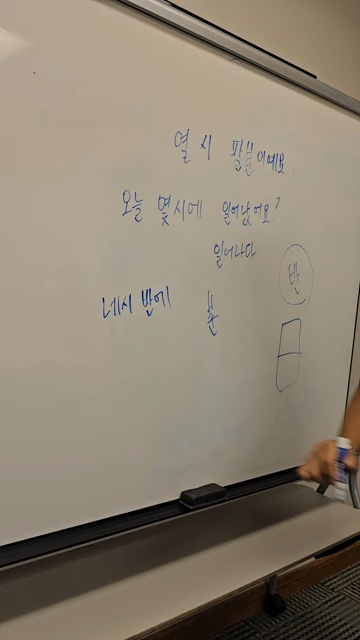 열 시 팔분이에요.
오늘 몇시에 일어났어요?
일어나다
반
네시 반에
분